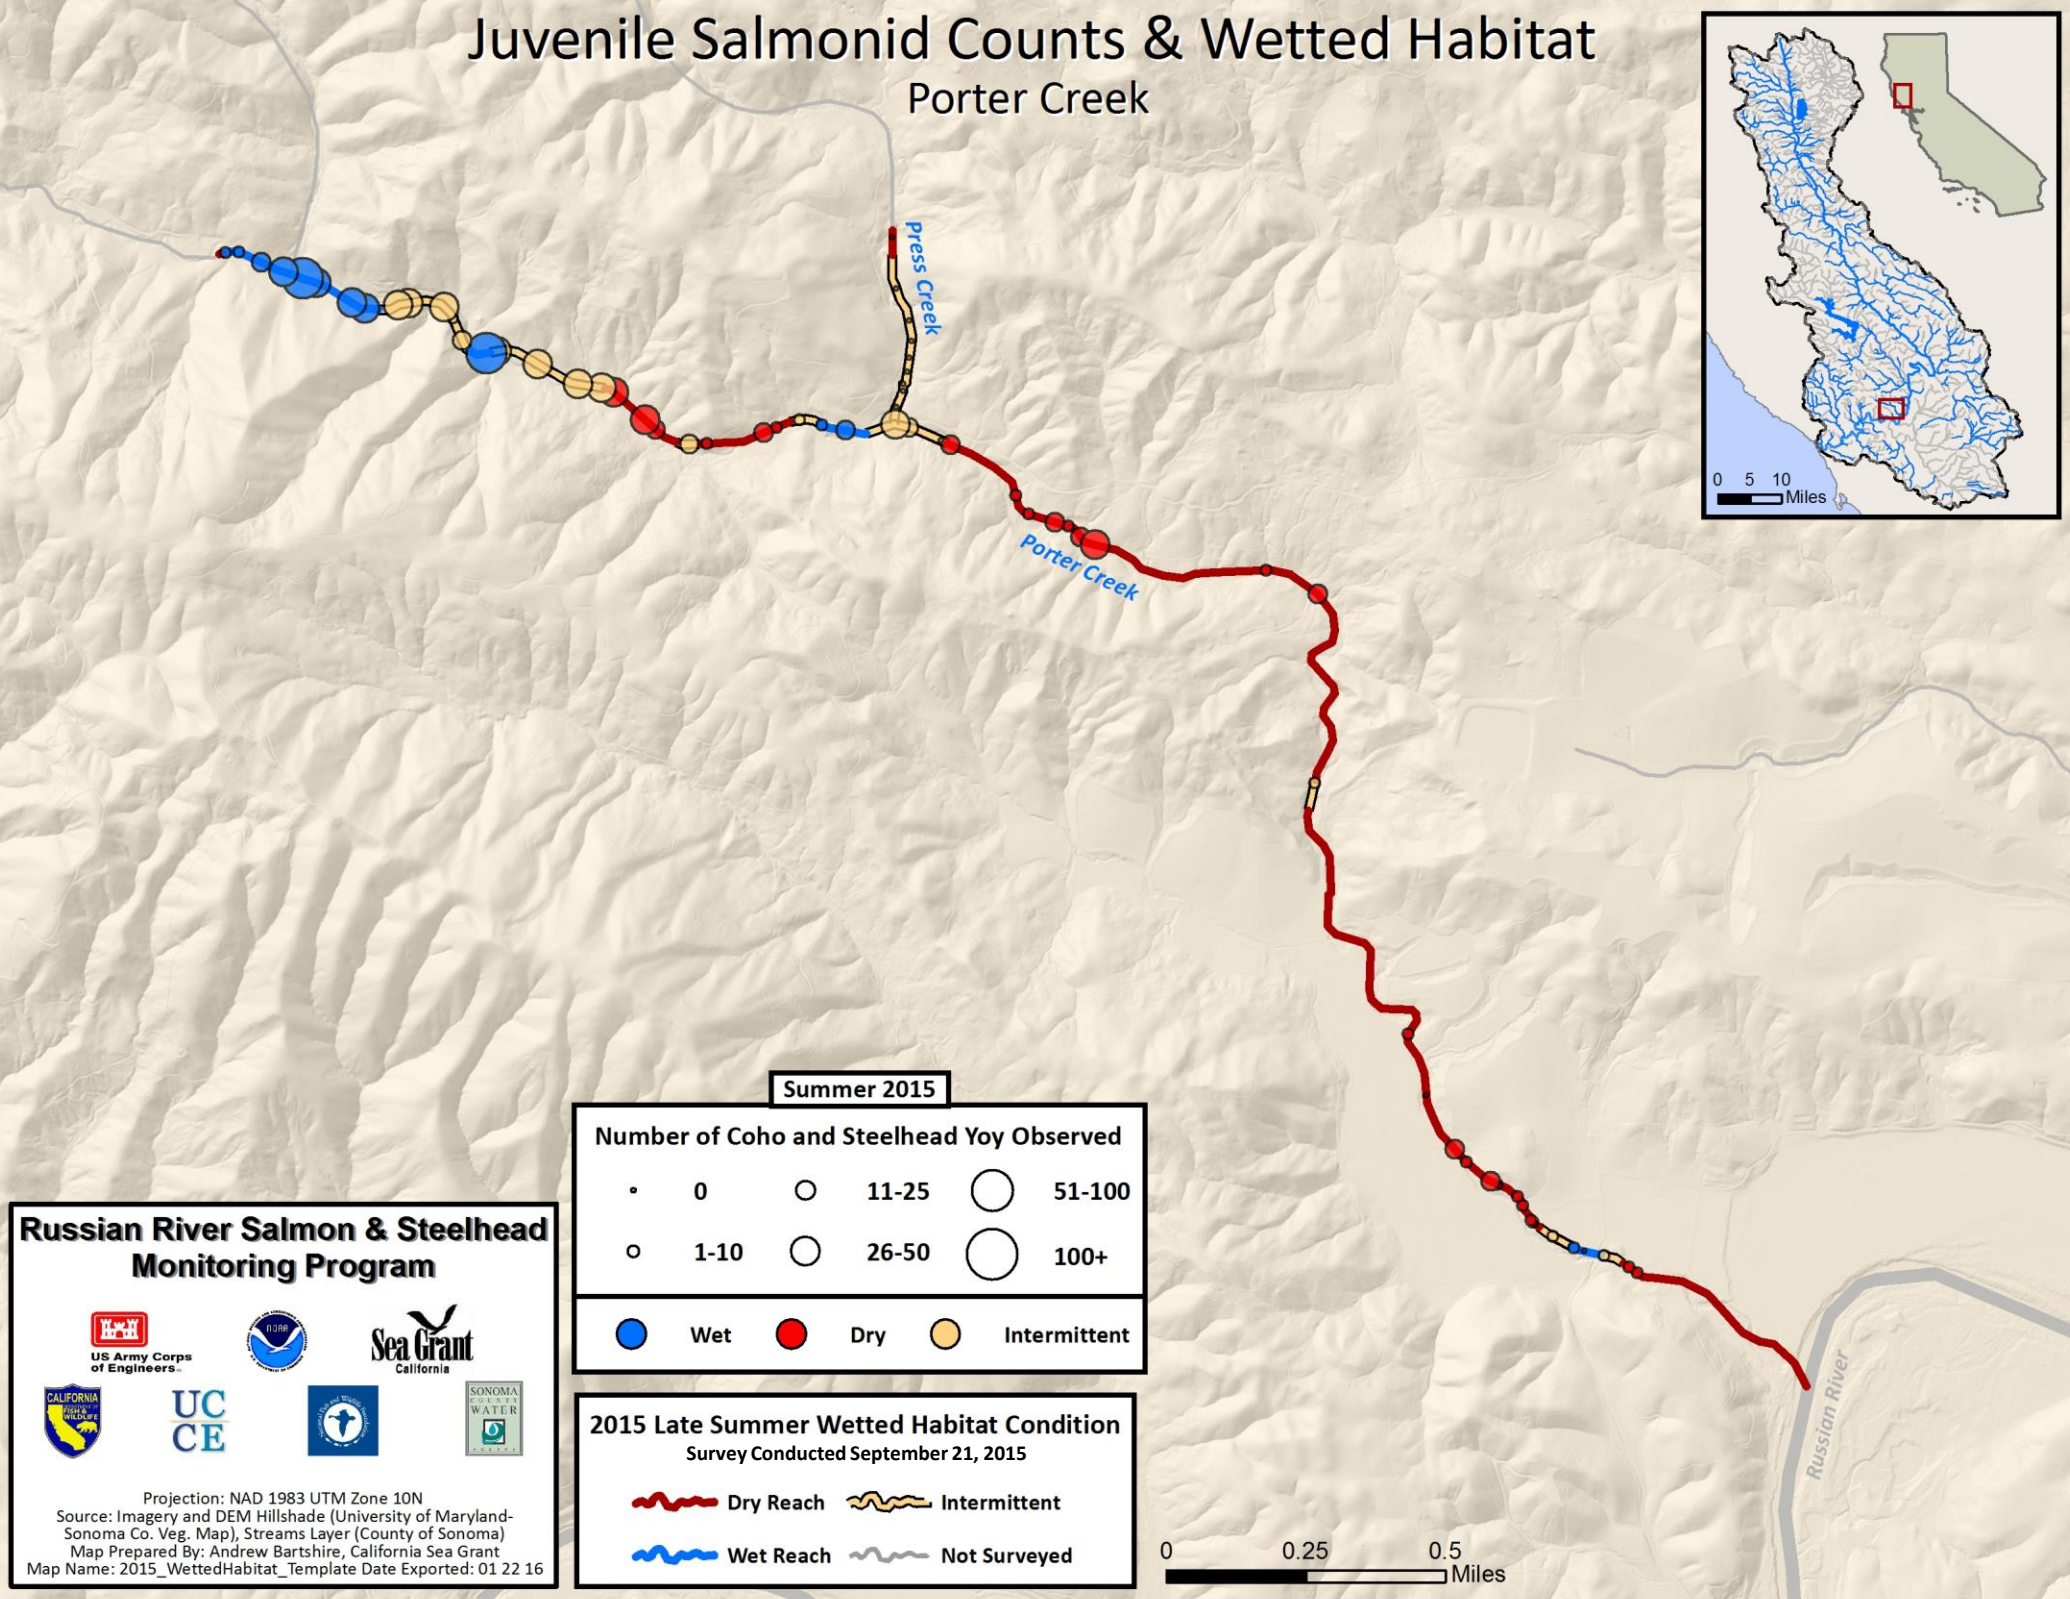 Juvenile Salmonid Counts & Wetted Habitat
Porter Creek
0 5 10
Miles
Press Creek
Porter Creek
Russian River
Summer 2015
Number of Coho and Steelhead Yoy Observed
0 11-25 51-100
1-10 26-50 100+
Wet Dry Intermittent
2015 Late Summer Wetted Habitat Condition
Survey Conducted September 21, 2015
Dry Reach Intermittent
Wet Reach Not Surveyed
0 0.25 0.5
Miles
Russian River Salmon & Steelhead
Monitoring Program
US Army Corps
of Engineers
NOAA
Sea Grant
California
CALIFORNIA
FISH &
WILDLIFE
UC
CE
SONOMA
COUNTY
WATER
AGENCY
Projection: NAD 1983 UTM Zone 10N
Source: Imagery and DEM Hillshade (University of Maryland-
Sonoma Co. Veg. Map), Streams Layer (County of Sonoma)
Map Prepared By: Andrew Bartshire, California Sea Grant
Map Name: 2015_WettedHabitat_Template Date Exported: 01 22 16